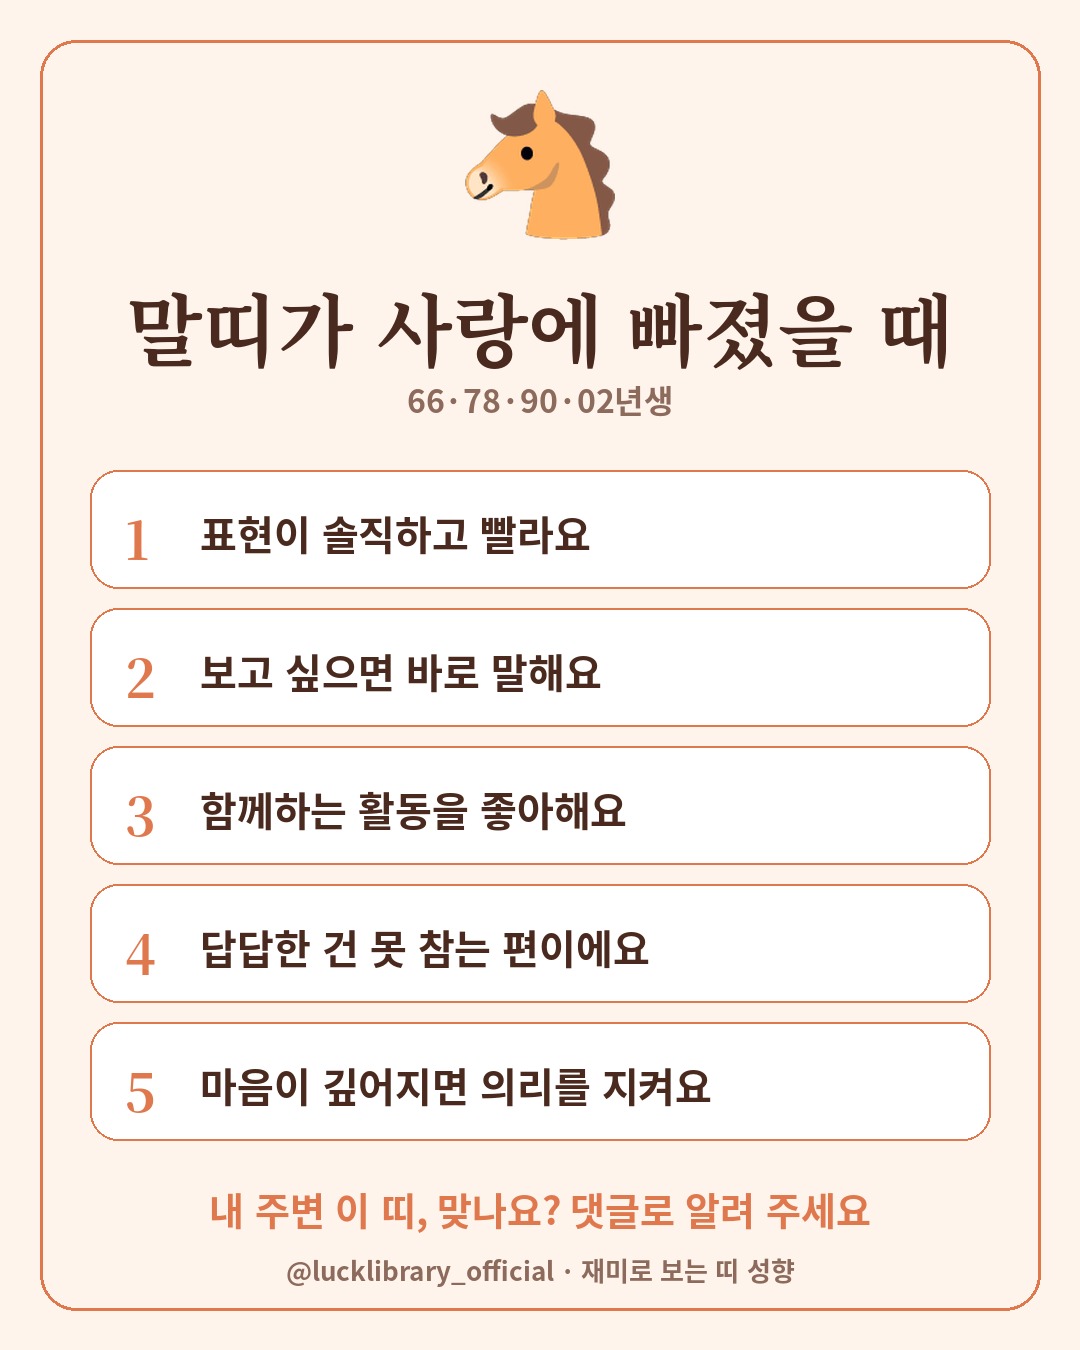 말띠가 사랑에 빠졌을 때
66·78·90·02년생
1 표현이 솔직하고 빨라요
2 보고 싶으면 바로 말해요
3 함께하는 활동을 좋아해요
4 답답한 건 못 참는 편이에요
5 마음이 깊어지면 의리를 지켜요
내 주변 이 띠, 맞나요? 댓글로 알려 주세요
@lucklibrary_official · 재미로 보는 띠 성향